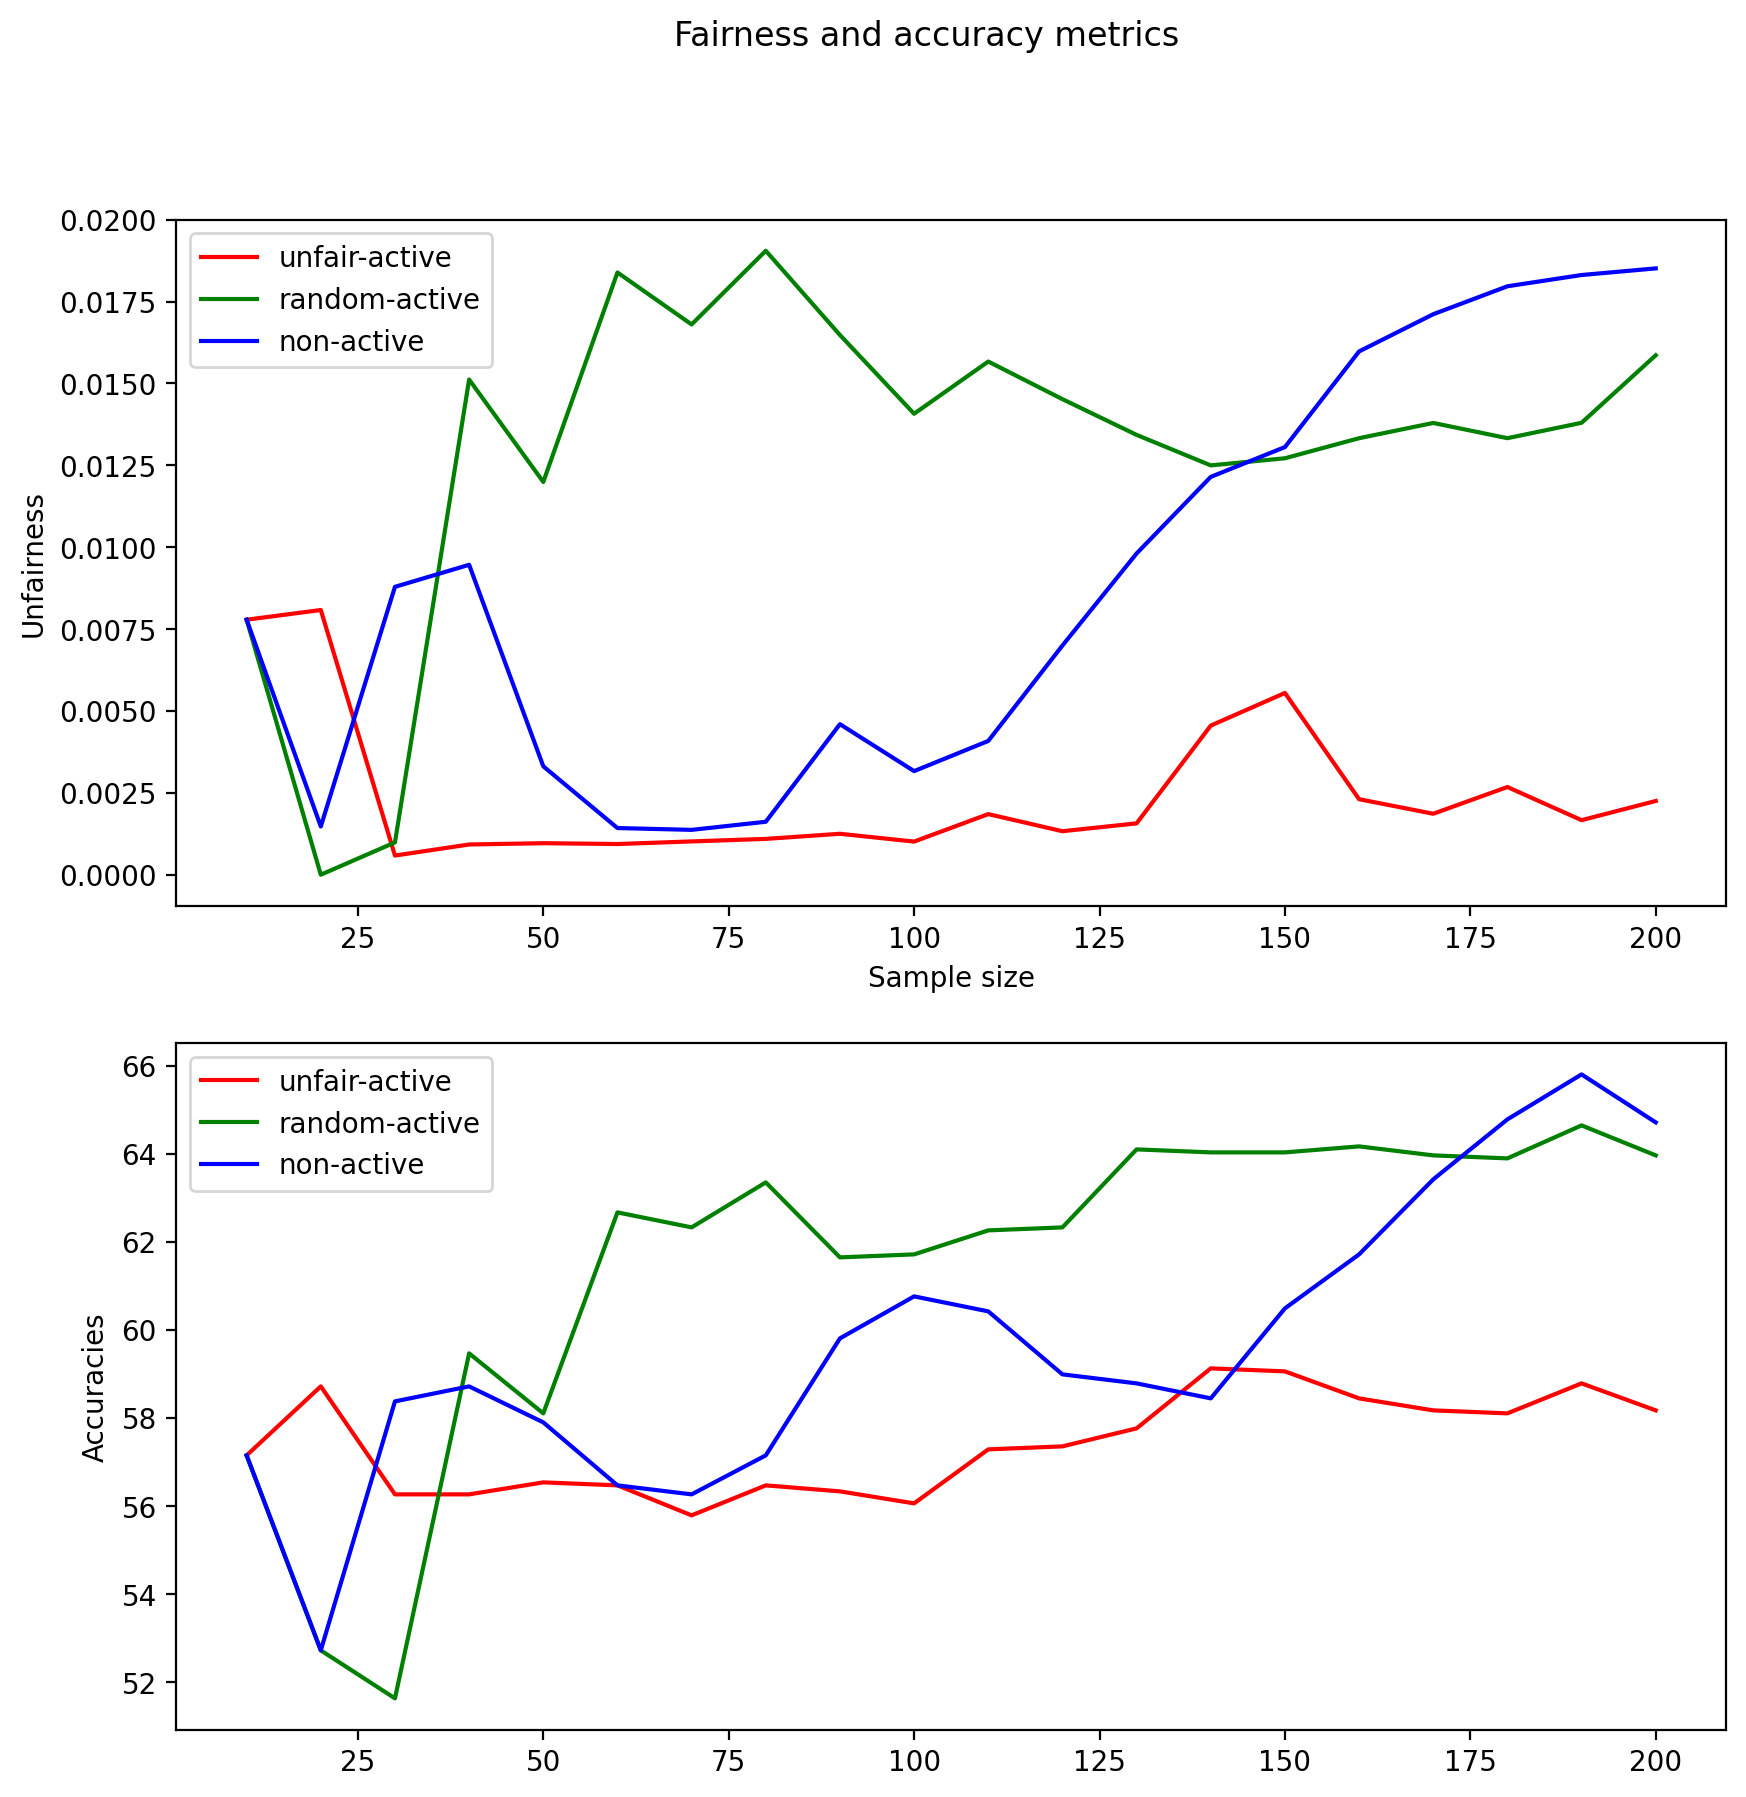 Fairness and accuracy metrics
0.0200
0.0175
0.0150
0.0125
0.0100
0.0075
0.0050
0.0025
0.0000
Unfairness
unfair-active
random-active
non-active
25 50 75 100 125 150 175 200
Sample size
66
64
62
60
58
56
54
52
Accuracies
unfair-active
random-active
non-active
25 50 75 100 125 150 175 200